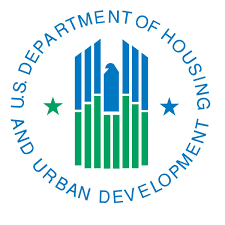 U.S. DEPARTMENT OF HOUSING
AND URBAN DEVELOPMENT